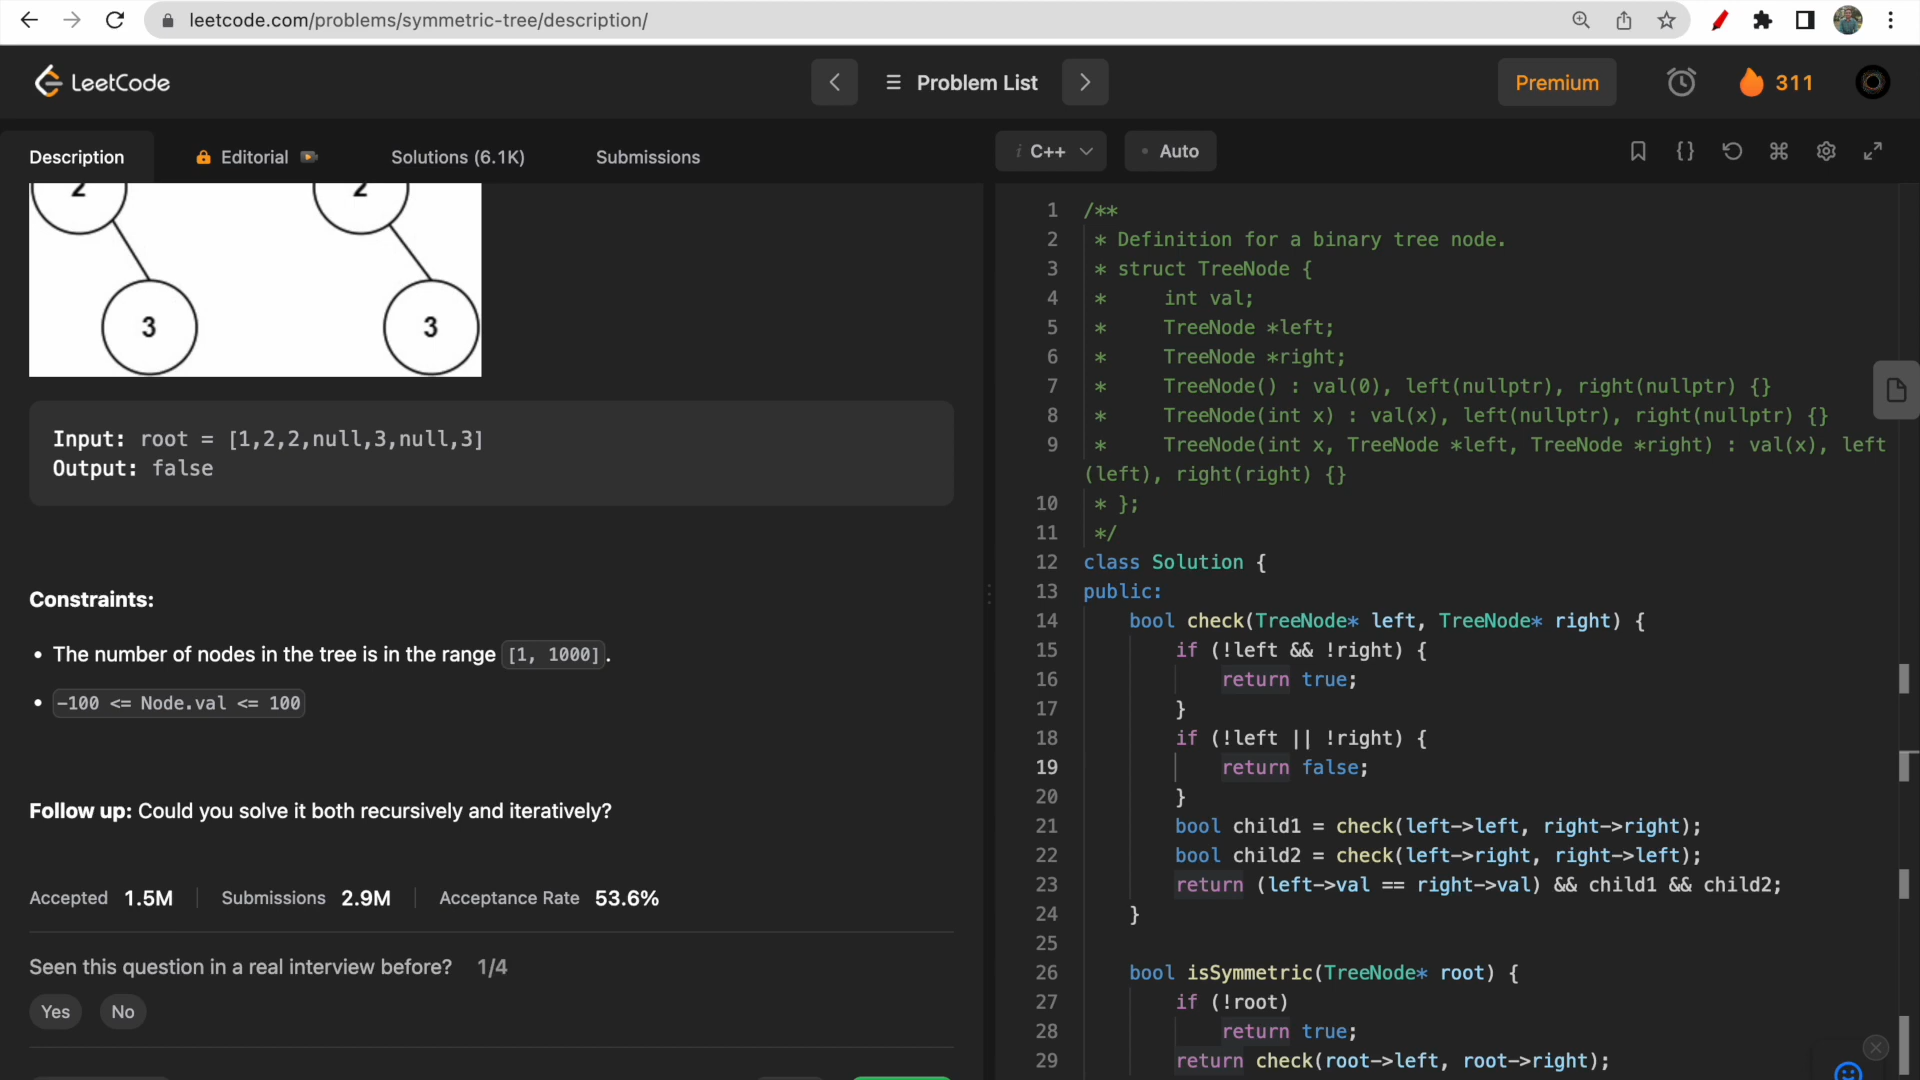 leetcode.com/problems/symmetric-tree/description/
LeetCode
Problem List
Premium
311
Description
Editorial
Solutions (6.1K)
Submissions
C++
Auto
2
2
3
3
Input: root = [1,2,2,null,3,null,3]
Output: false
Constraints:
• The number of nodes in the tree is in the range [1, 1000].
• -100 <= Node.val <= 100
Follow up: Could you solve it both recursively and iteratively?
Accepted 1.5M Submissions 2.9M Acceptance Rate 53.6%
Seen this question in a real interview before? 1/4
Yes No
1 /**
2 * Definition for a binary tree node.
3 * struct TreeNode {
4 *     int val;
5 *     TreeNode *left;
6 *     TreeNode *right;
7 *     TreeNode() : val(0), left(nullptr), right(nullptr) {}
8 *     TreeNode(int x) : val(x), left(nullptr), right(nullptr) {}
9 *     TreeNode(int x, TreeNode *left, TreeNode *right) : val(x), left
(left), right(right) {}
10 * };
11 */
12 class Solution {
13 public:
14     bool check(TreeNode* left, TreeNode* right) {
15         if (!left && !right) {
16             return true;
17         }
18         if (!left || !right) {
19             return false;
20         }
21         bool child1 = check(left->left, right->right);
22         bool child2 = check(left->right, right->left);
23         return (left->val == right->val) && child1 && child2;
24     }
25
26     bool isSymmetric(TreeNode* root) {
27         if (!root)
28             return true;
29         return check(root->left, root->right);